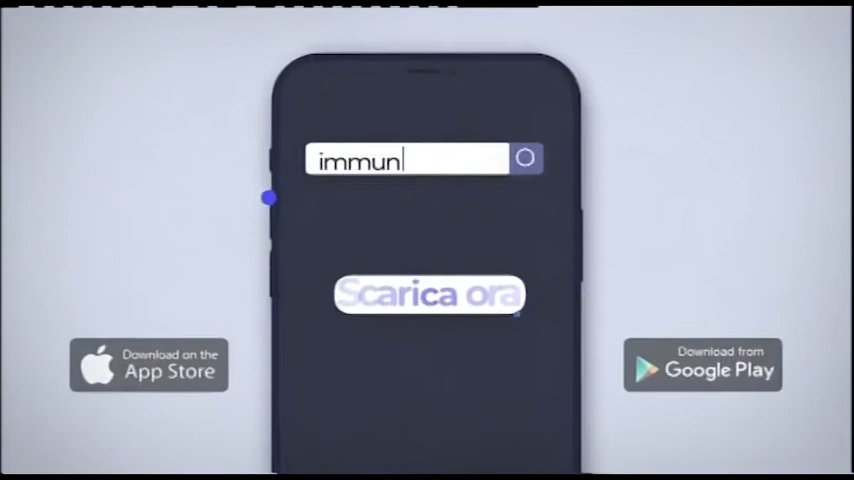 immun
Scarica ora
Download on the
App Store
Download from
Google Play